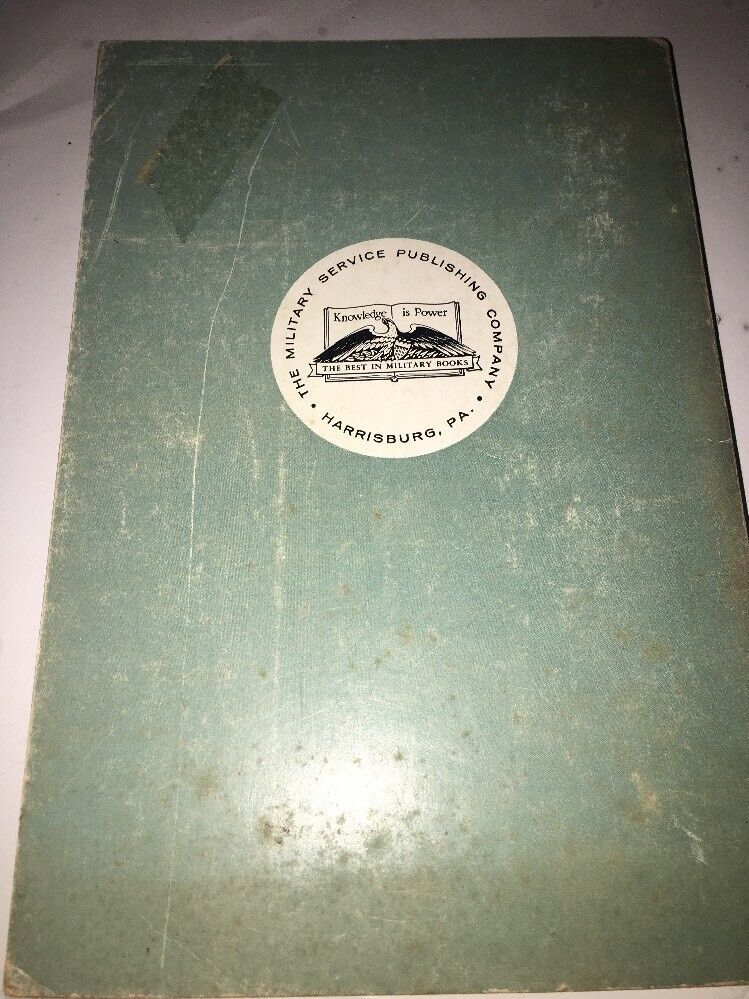 THE MILITARY SERVICE PUBLISHING COMPANY •
Knowledge is Power
THE BEST IN MILITARY BOOKS
• HARRISBURG, PA.